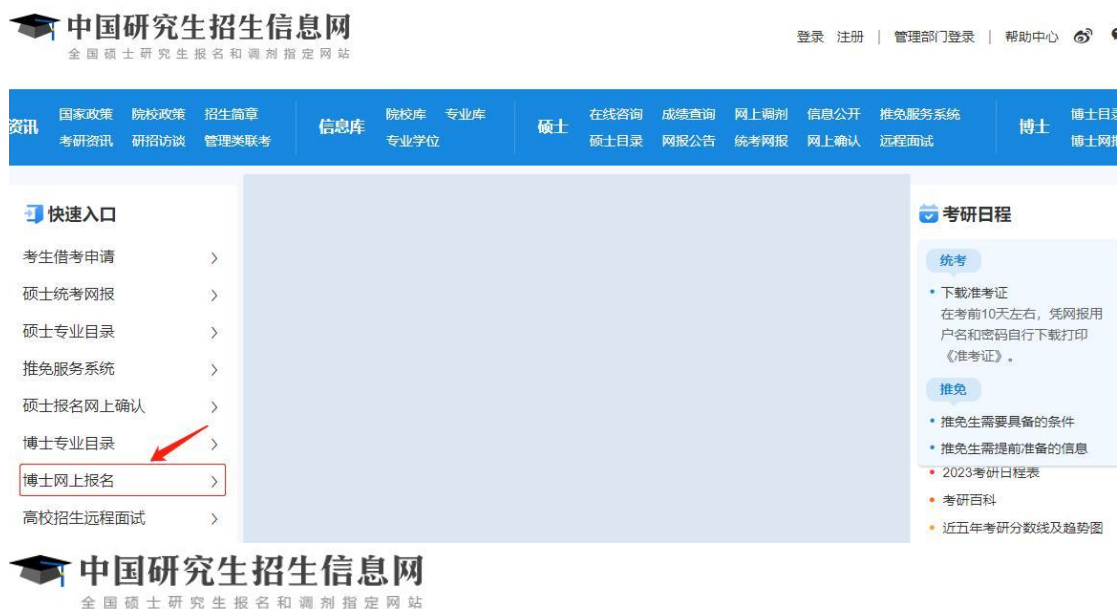 中国研究生招生信息网
全国硕士研究生报名和调剂指定网站
登录 注册 | 管理部门登录 | 帮助中心
资讯 国家政策 院校政策 招生简章 信息库 院校库 专业库 硕士 在线咨询 成绩查询 网上调剂 信息公开 推免服务系统 博士 博士目录
考研资讯 研招访谈 管理类联考 专业学位 硕士目录 网报公告 统考网报 网上确认 远程面试 博士网报
快速入口
考生借考申请
硕士统考网报
硕士专业目录
推免服务系统
硕士报名网上确认
博士专业目录
博士网上报名
高校招生远程面试
考研日程
统考
下载准考证
在考前10天左右，凭网报用
户名和密码自行下载打印
《准考证》。
推免
推免生需要具备的条件
推免生需提前准备的信息
2023考研日程表
考研百科
近五年考研分数线及趋势图
中国研究生招生信息网
全国硕士研究生报名和调剂指定网站